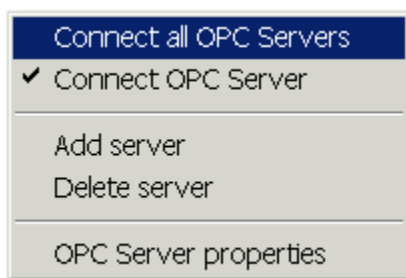 Connect all OPC Servers
Connect OPC Server
Add server
Delete server
OPC Server properties